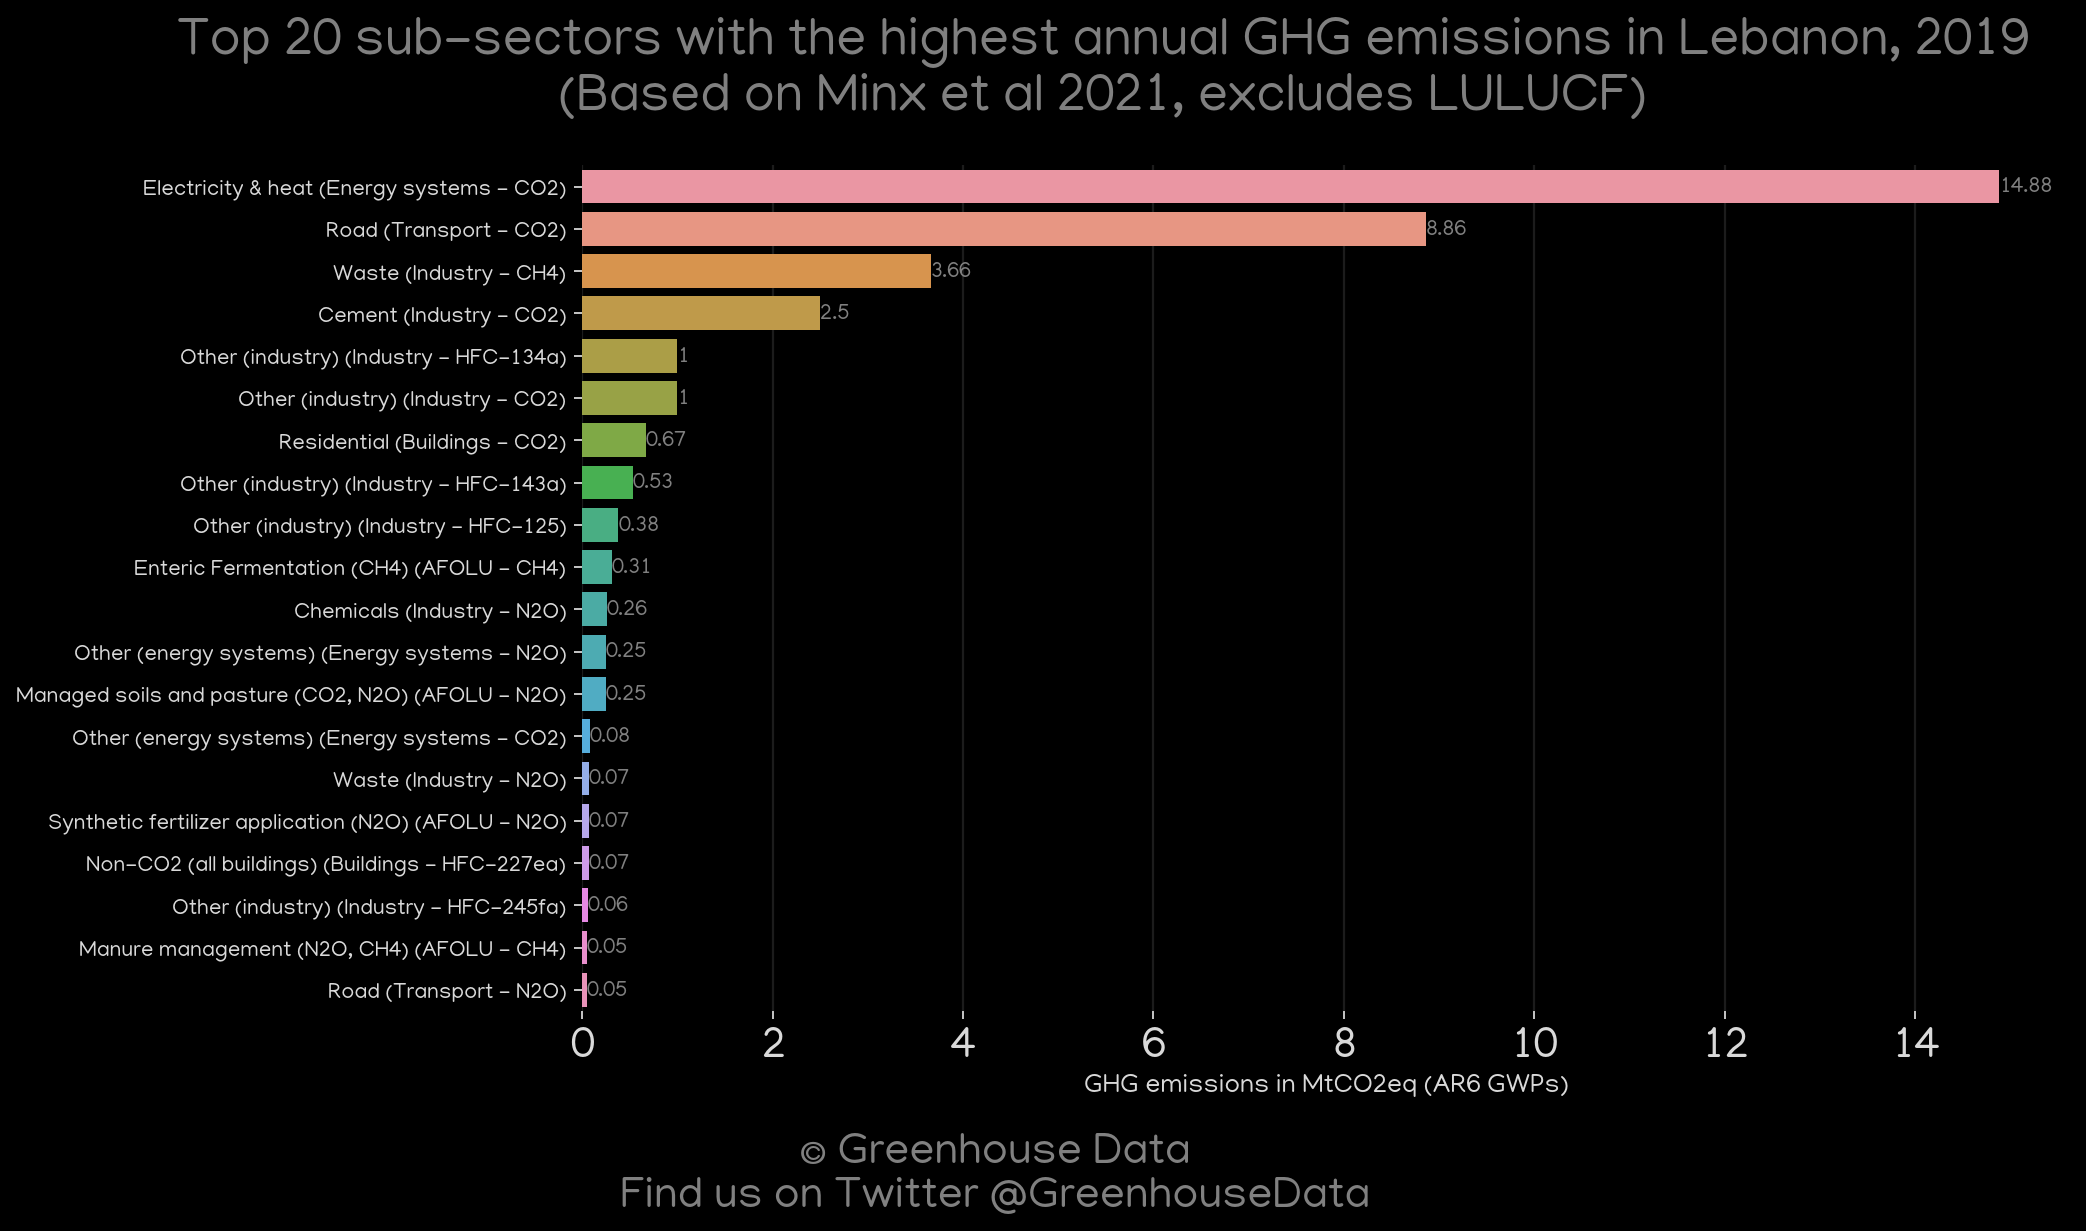 Top 20 sub-sectors with the highest annual GHG emissions in Lebanon, 2019
(Based on Minx et al 2021, excludes LULUCF)
Electricity & heat (Energy systems - CO2) 14.88
Road (Transport - CO2) 8.86
Waste (Industry - CH4) 3.66
Cement (Industry - CO2) 2.5
Other (industry) (Industry - HFC-134a) 1
Other (industry) (Industry - CO2) 1
Residential (Buildings - CO2) 0.67
Other (industry) (Industry - HFC-143a) 0.53
Other (industry) (Industry - HFC-125) 0.38
Enteric Fermentation (CH4) (AFOLU - CH4) 0.31
Chemicals (Industry - N2O) 0.26
Other (energy systems) (Energy systems - N2O) 0.25
Managed soils and pasture (CO2, N2O) (AFOLU - N2O) 0.25
Other (energy systems) (Energy systems - CO2) 0.08
Waste (Industry - N2O) 0.07
Synthetic fertilizer application (N2O) (AFOLU - N2O) 0.07
Non-CO2 (all buildings) (Buildings - HFC-227ea) 0.07
Other (industry) (Industry - HFC-245fa) 0.06
Manure management (N2O, CH4) (AFOLU - CH4) 0.05
Road (Transport - N2O) 0.05
0 2 4 6 8 10 12 14
GHG emissions in MtCO2eq (AR6 GWPs)
© Greenhouse Data
Find us on Twitter @GreenhouseData